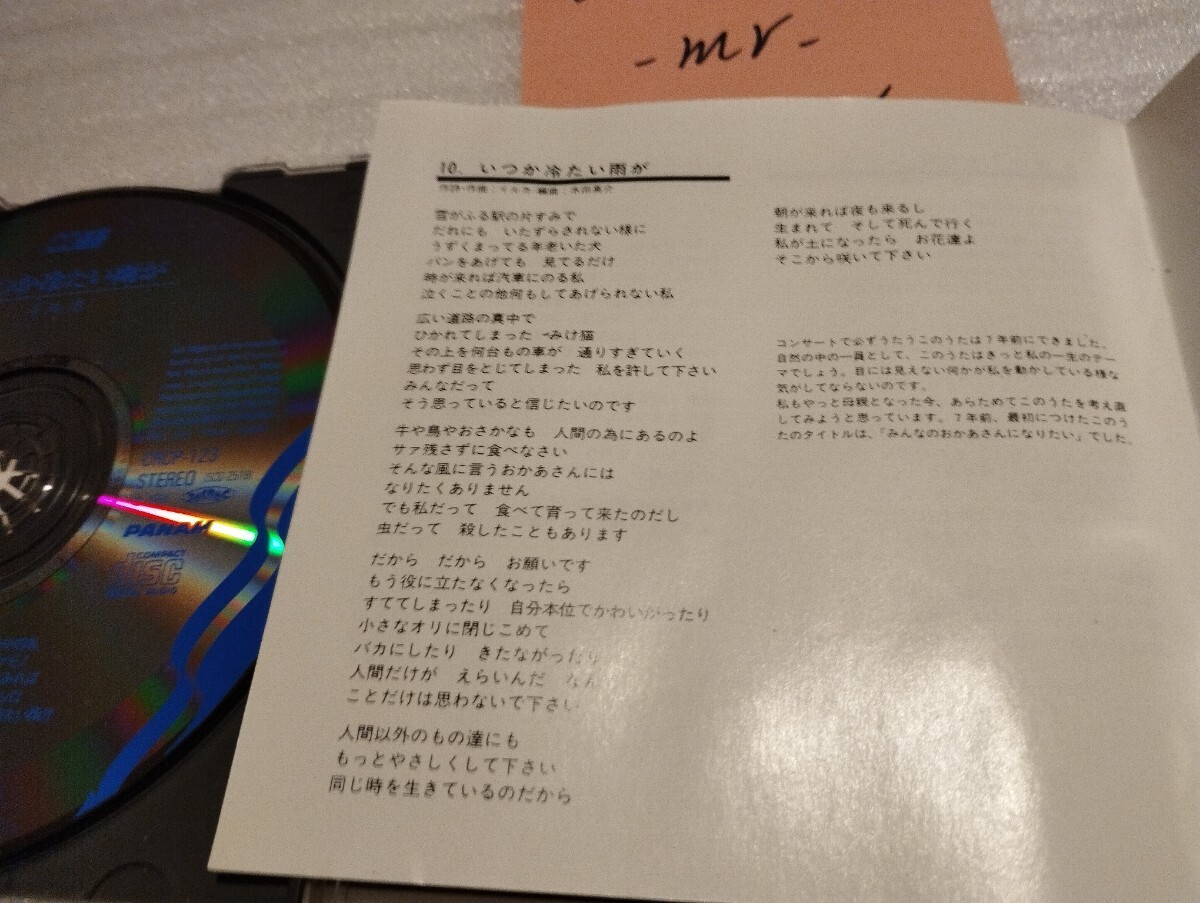 -mr-
10. いつか冷たい雨が
作詩・作曲:イルカ 編曲:木田高介
雪がふる駅の片すみで
だれにも いたずらされない様に
うずくまってる年老いた犬
パンをあげても 見てるだけ
時が来れば汽車にのる私
泣くことの他何もしてあげられない私
広い道路の真中で
ひかれてしまった みけ猫
その上を何台もの車が 通りすぎていく
思わず目をとじてしまった 私を許して下さい
みんなだって
そう思っていると信じたいのです
牛や鳥やおさかなも 人間の為にあるのよ
サァ残さずに食べなさい
そんな風に言うおかあさんには
なりたくありません
でも私だって 食べて育って来たのだし
虫だって 殺したこともあります
だから だから お願いです
もう役に立たなくなったら
すててしまったり 自分本位でかわいがったり
小さなオリに閉じこめて
バカにしたり きたながったり
人間だけが えらいんだ なん
ことだけは思わないで下さい
人間以外のもの達にも
もっとやさしくして下さい
同じ時を生きているのだから
朝が来れば夜も来るし
生まれて そして死んで行く
私が土になったら お花達よ
そこから咲いて下さい
コンサートで必ずうたうこのうたは7年前にできました。
自然の中の一員として、このうたはきっと私の一生のテー
マでしょう。目には見えない何かが私を動かしている様な
気がしてならないのです。
私もやっと母親となった今、あらためてこのうたを考え直
してみようと思っています。7年前、最初につけたこのう
たのタイトルは、「みんなのおかあさんになりたい」でした。
CRCP-123
STEREO
PANAM
COMPACT
DISC